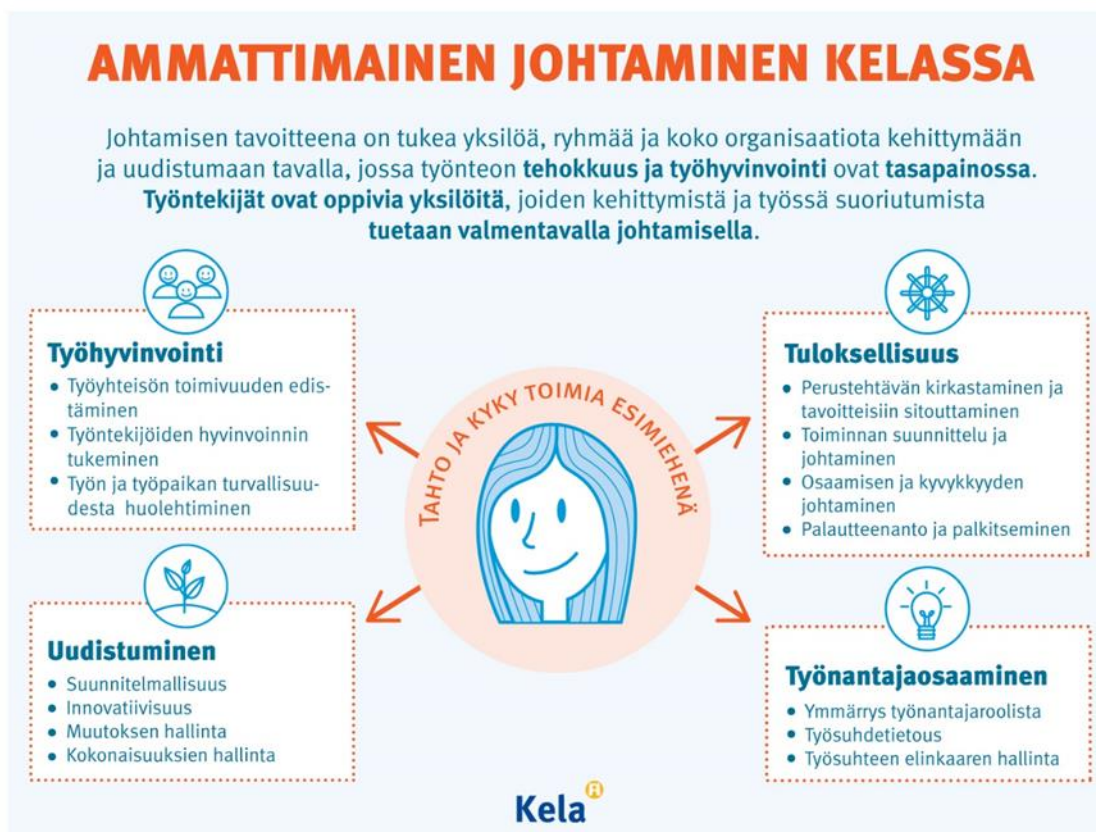 AMMATTIMAINEN JOHTAMINEN KELASSA
Johtamisen tavoitteena on tukea yksilöä, ryhmää ja koko organisaatiota kehittymään
ja uudistumaan tavalla, jossa työnteon tehokkuus ja työhyvinvointi ovat tasapainossa.
Työntekijät ovat oppivia yksilöitä, joiden kehittymistä ja työssä suoriutumista
tuetaan valmentavalla johtamisella.
Työhyvinvointi
• Työyhteisön toimivuuden edis-
täminen
• Työntekijöiden hyvinvoinnin
tukeminen
• Työn ja työpaikan turvallisuu-
desta huolehtiminen
TAHTO JA KYKY TOIMIA ESIMIEHENÄ
Tuloksellisuus
• Perustehtävän kirkastaminen ja
tavoitteisiin sitouttaminen
• Toiminnan suunnittelu ja
johtaminen
• Osaamisen ja kyvykkyyden
johtaminen
• Palautteenanto ja palkitseminen
Uudistuminen
• Suunnitelmallisuus
• Innovatiivisuus
• Muutoksen hallinta
• Kokonaisuuksien hallinta
Työnantajaosaaminen
• Ymmärrys työnantajaroolista
• Työsuhdetietous
• Työsuhteen elinkaaren hallinta
Kela